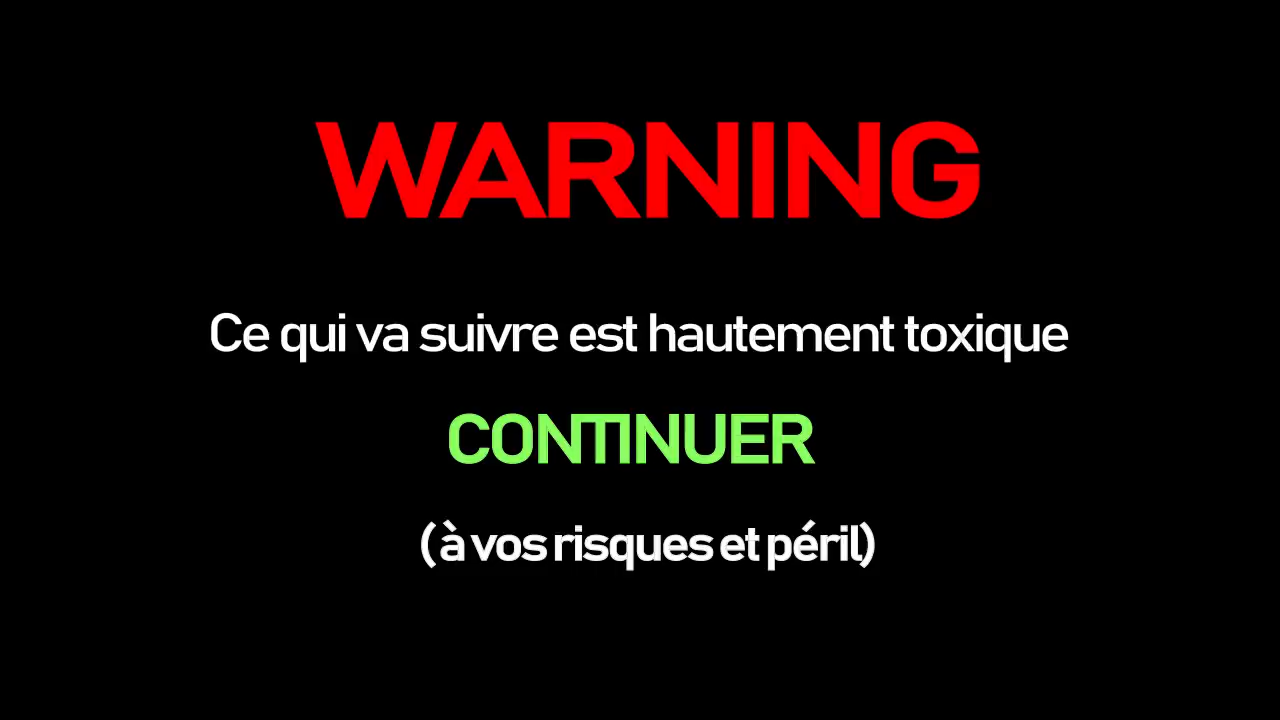 WARNING
Ce qui va suivre est hautement toxique
CONTINUER
(à vos risques et péril)